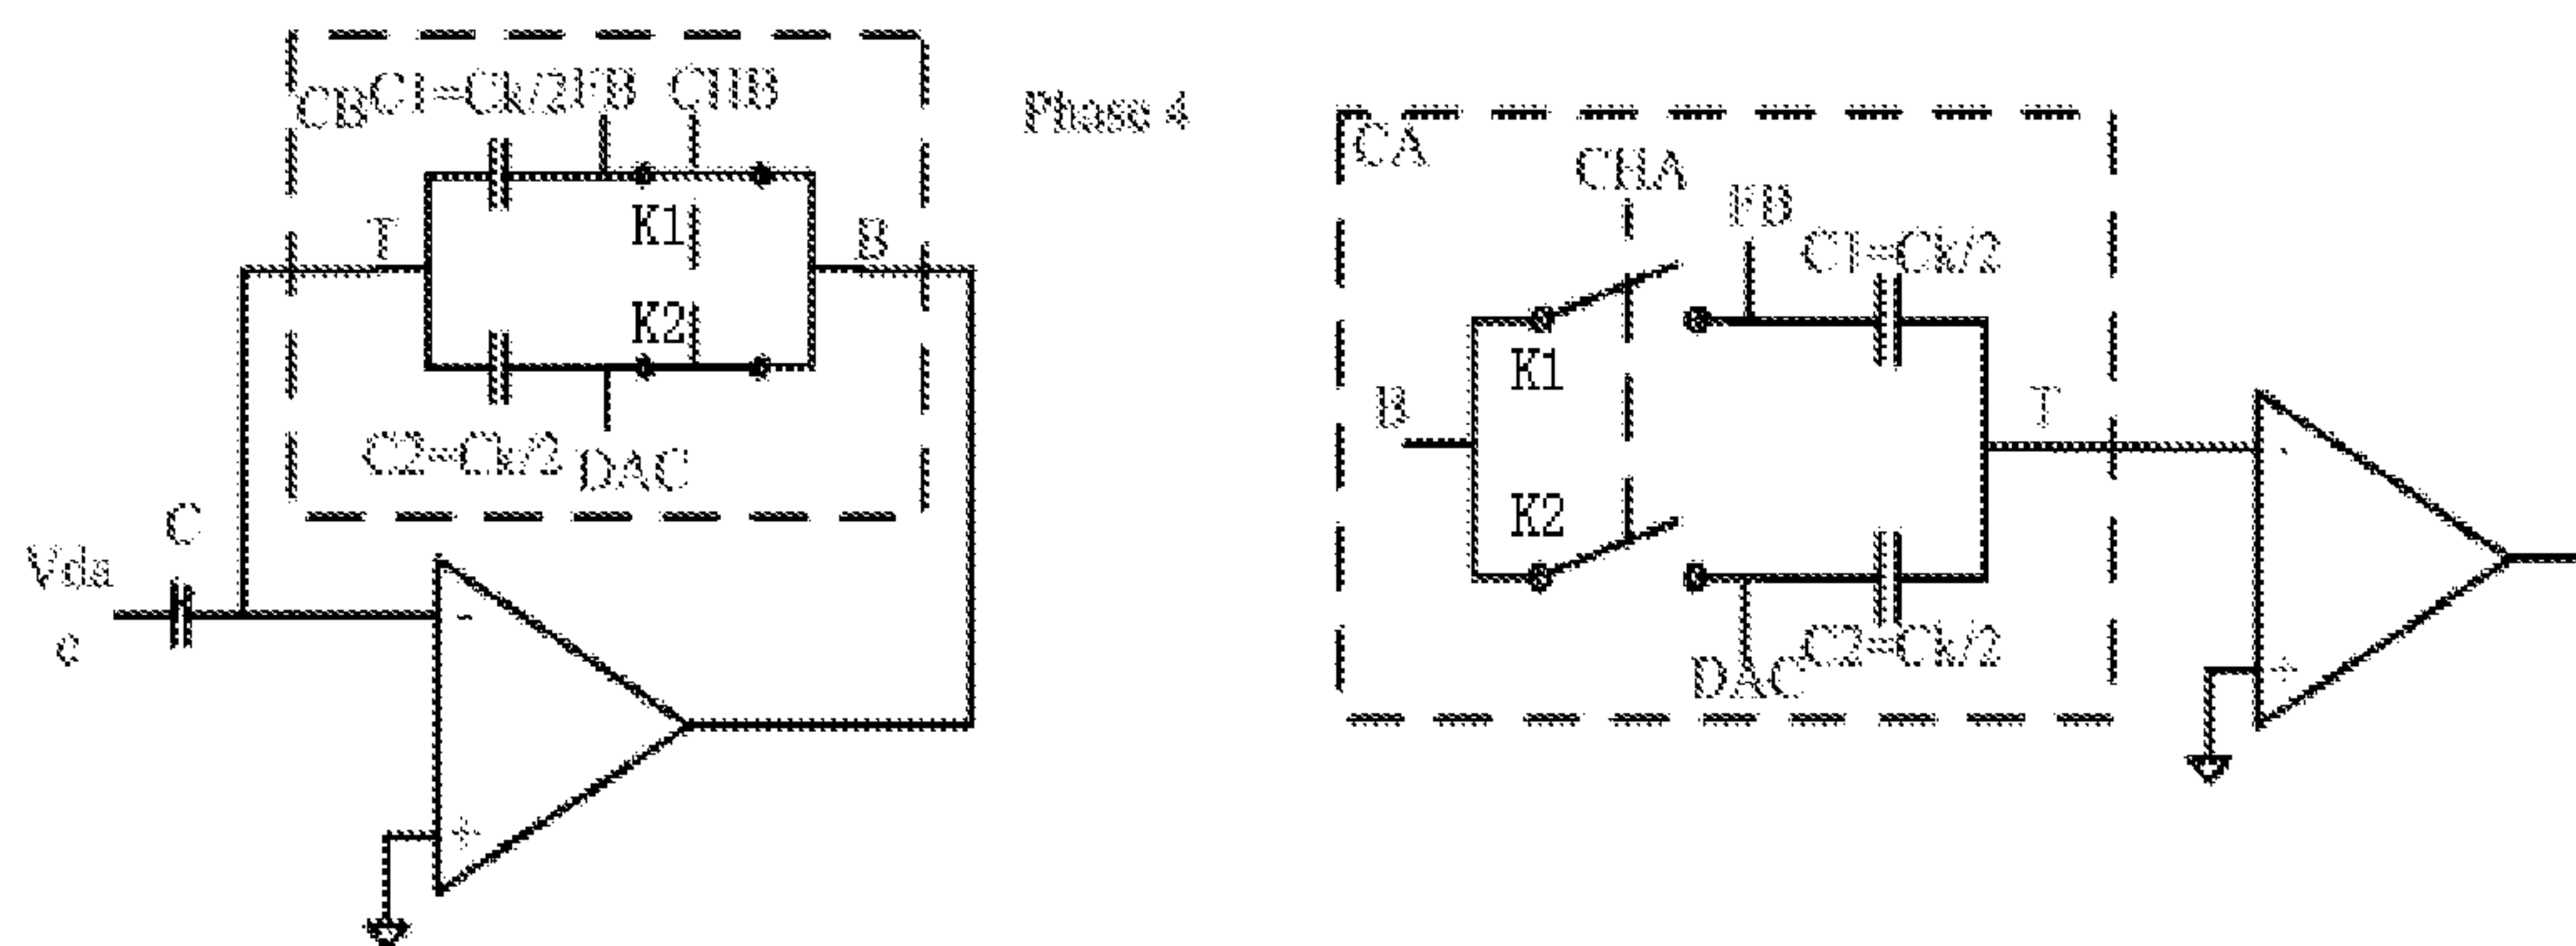 CB
C1=Ck/2
FB
CHB
K1
T
B
K2
C2=Ck/2
DAC
C
Vda
c
-
+
Phase 4
CA
CHA
FB
C1=Ck/2
K1
B
T
K2
DAC
C2=Ck/2
-
+